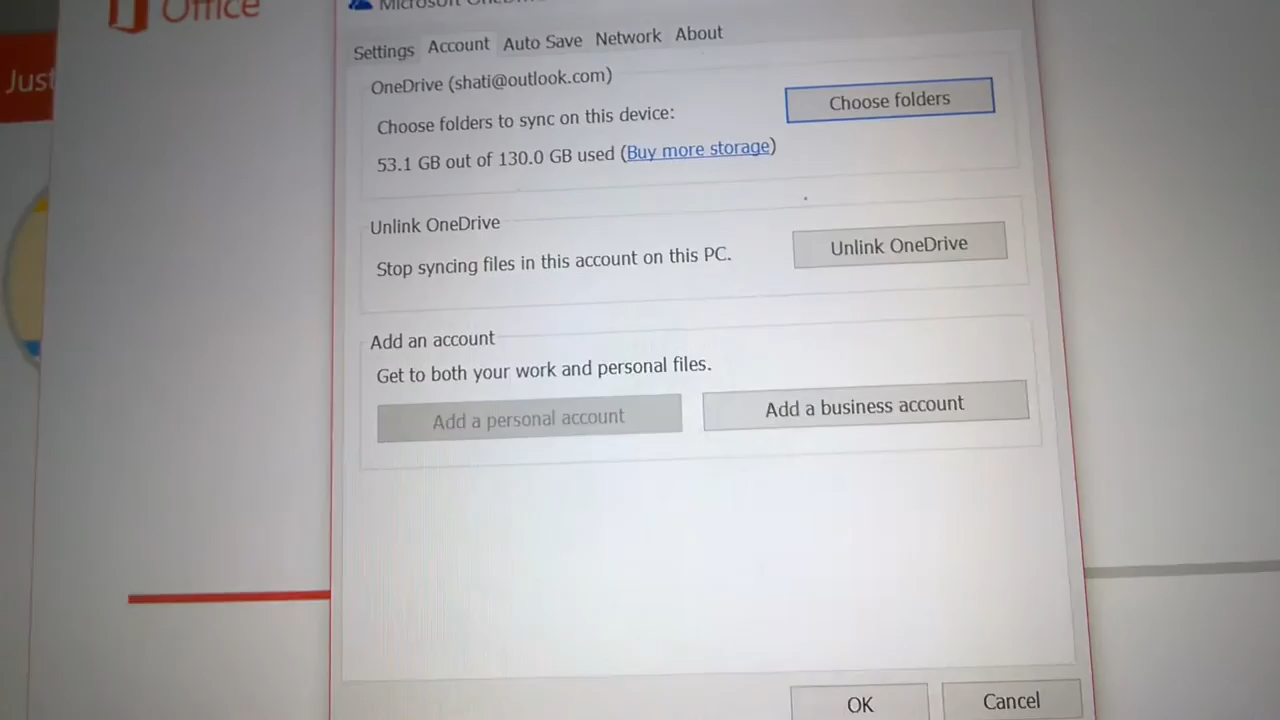 Office
Microsoft OneDrive
Just
Settings Account Auto Save Network About
OneDrive (shati@outlook.com)
Choose folders to sync on this device:
Choose folders
53.1 GB out of 130.0 GB used (Buy more storage)
Unlink OneDrive
Stop syncing files in this account on this PC.
Unlink OneDrive
Add an account
Get to both your work and personal files.
Add a personal account
Add a business account
OK
Cancel